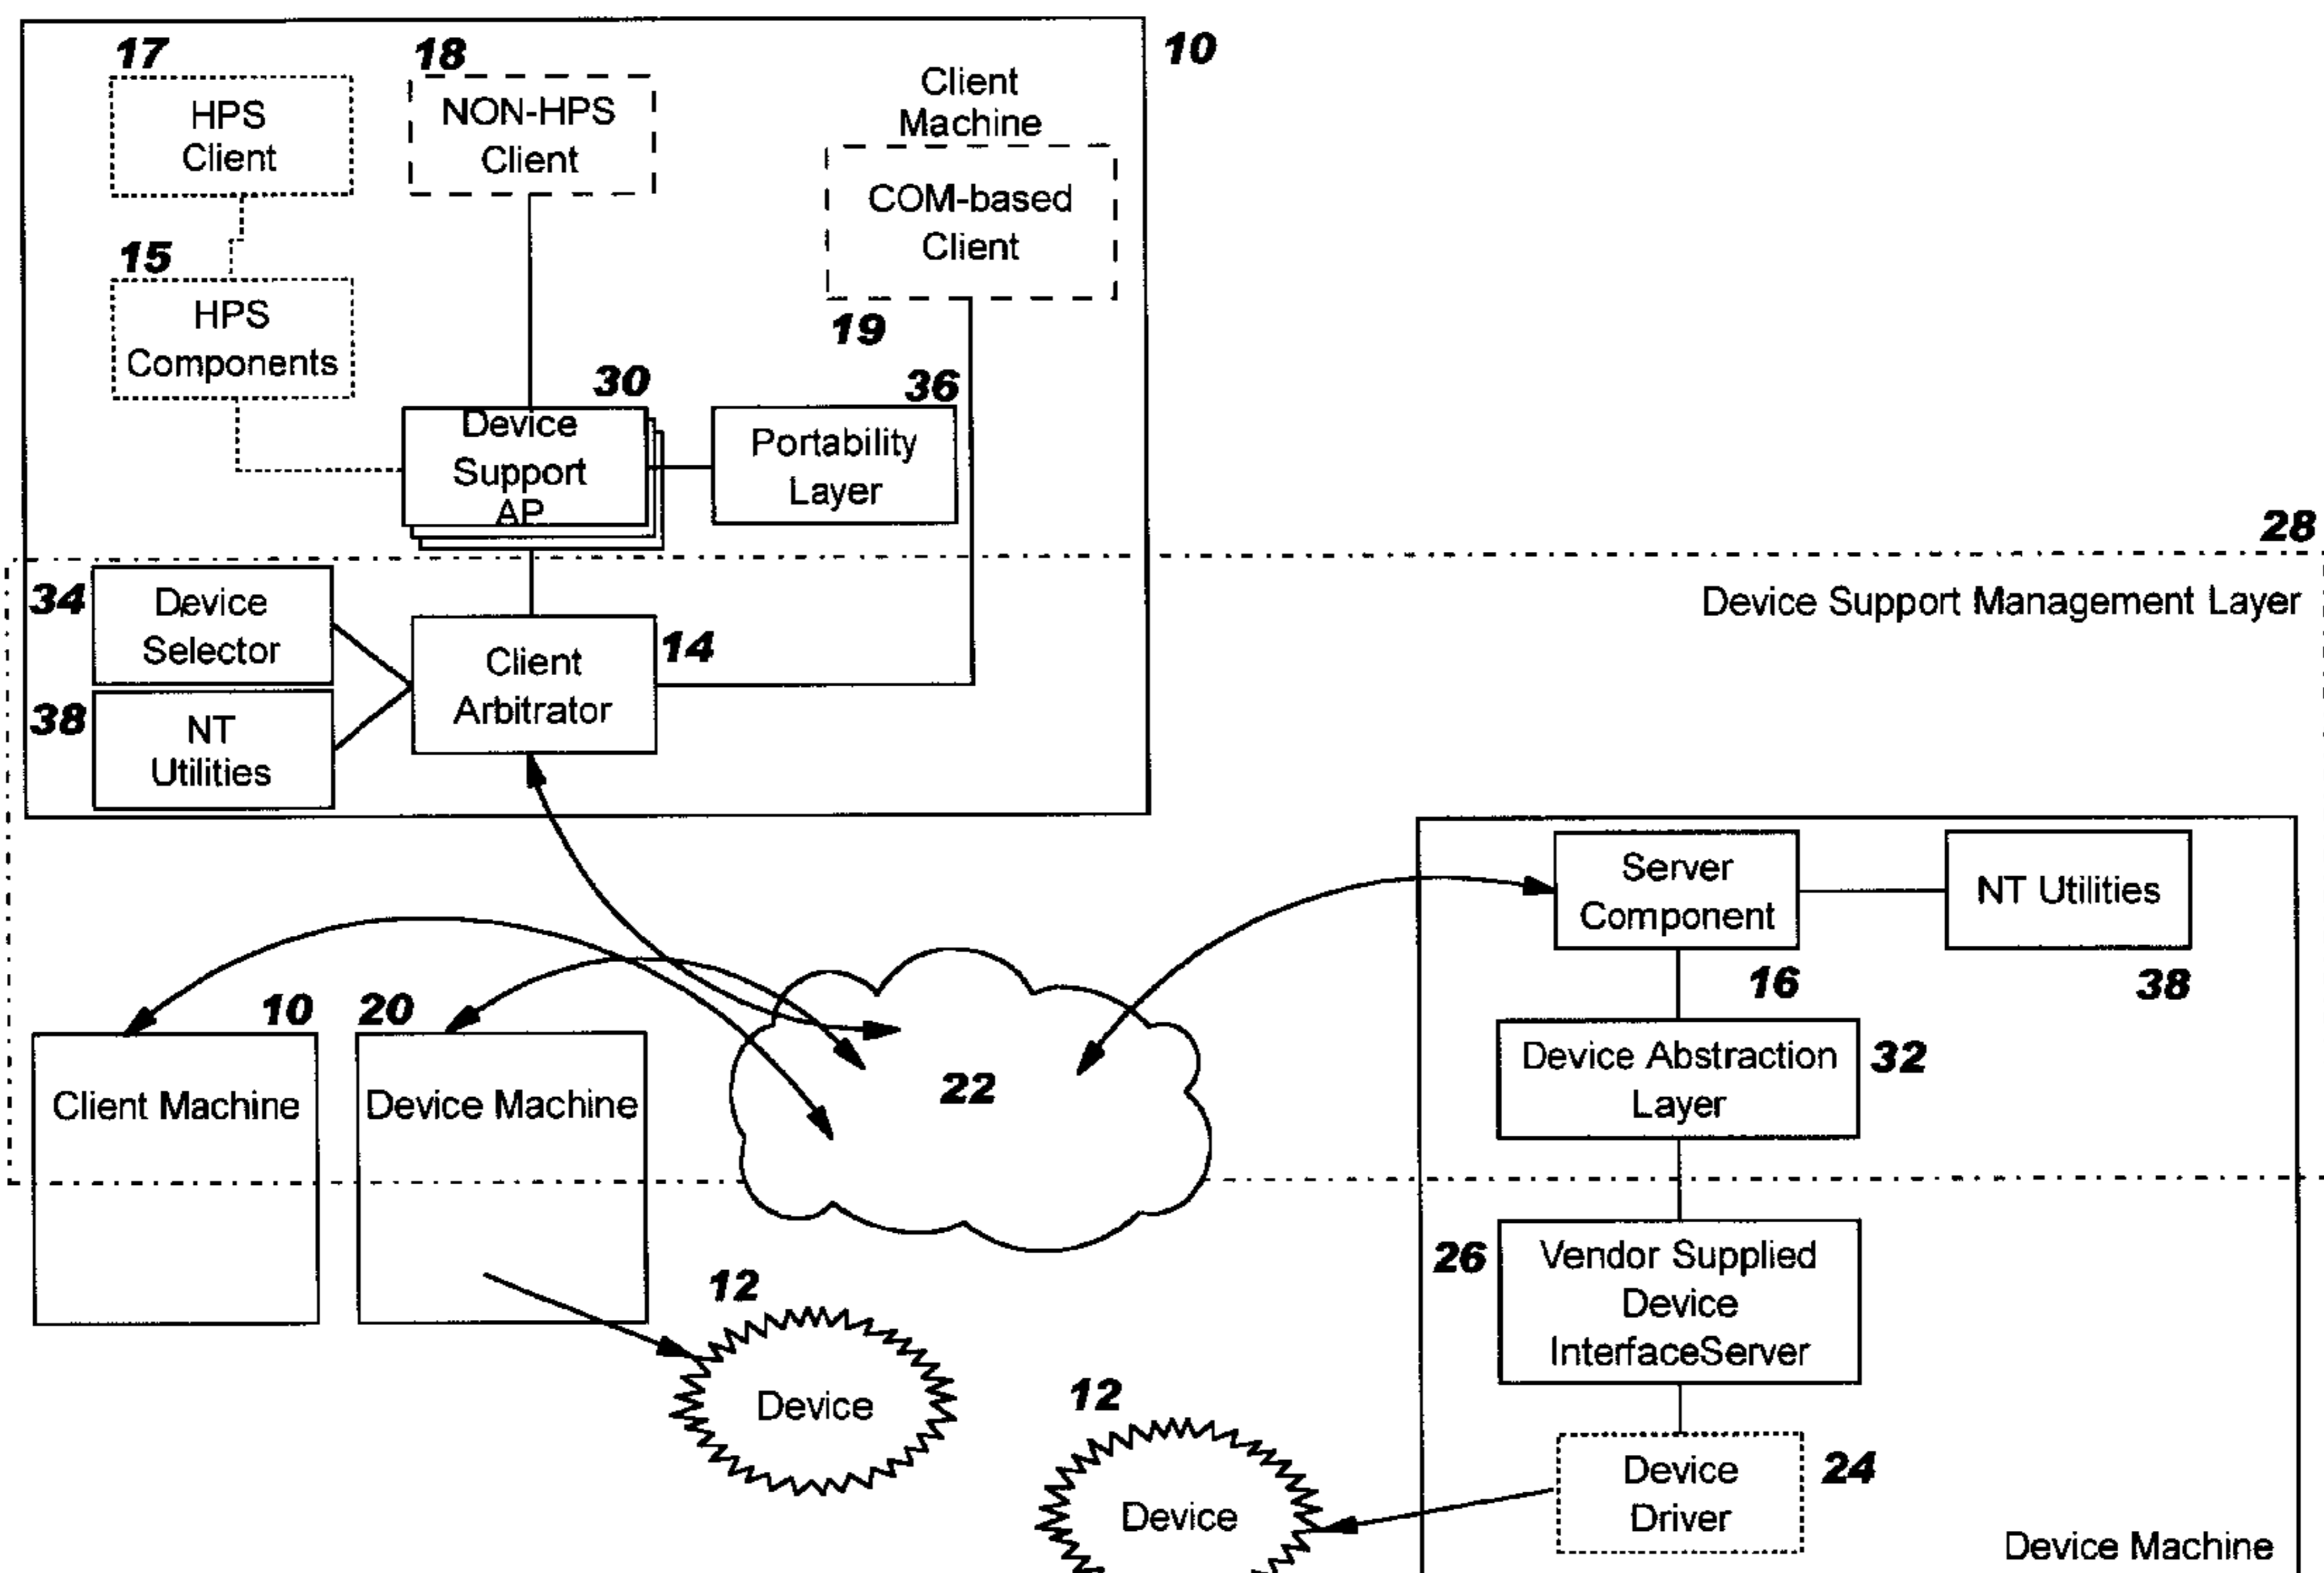 17
HPS
Client
18
NON-HPS
Client
10
Client
Machine
COM-based
Client
19
15
HPS
Components
30
Device
Support
AP
36
Portability
Layer
28
Device Support Management Layer
34
Device
Selector
38
NT
Utilities
Client
Arbitrator
14
Server
Component
16
NT Utilities
38
10
Client Machine
20
Device Machine
22
Device Abstraction
Layer
32
26
Vendor Supplied
Device
InterfaceServer
12
Device
12
Device
Device
Driver
24
Device Machine